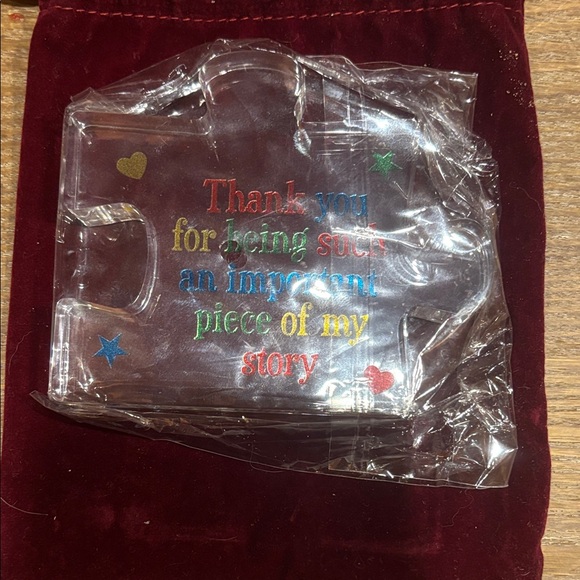 Thank you
for being such
an important
piece of my
story